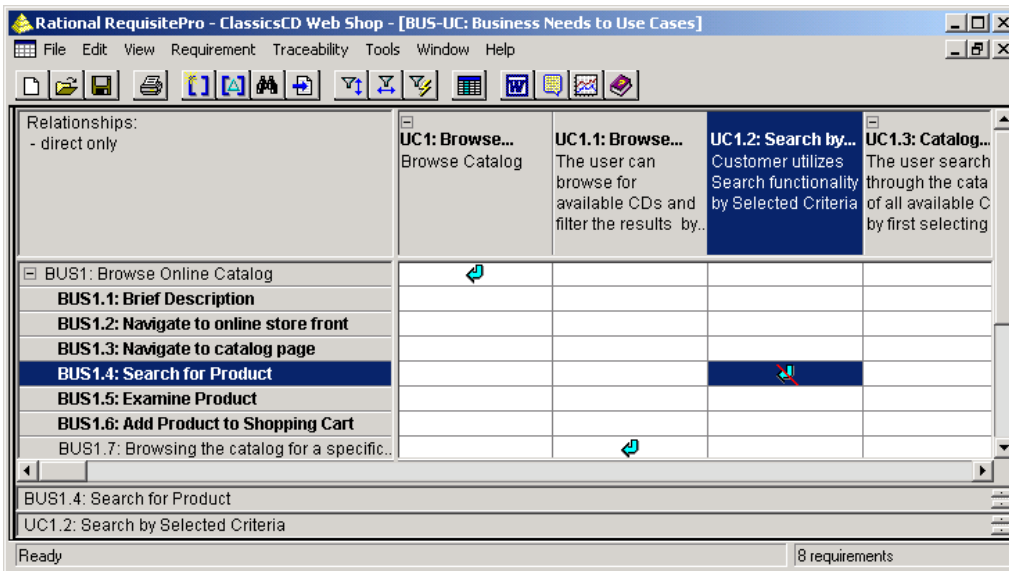 Rational RequisitePro - ClassicsCD Web Shop - [BUS-UC: Business Needs to Use Cases]
File Edit View Requirement Traceability Tools Window Help
Relationships:
- direct only
UC1: Browse...
Browse Catalog
UC1.1: Browse...
The user can
browse for
available CDs and
filter the results by..
UC1.2: Search by...
Customer utilizes
Search functionality
by Selected Criteria
UC1.3: Catalog...
The user search
through the cata
of all available C
by first selecting
BUS1: Browse Online Catalog
BUS1.1: Brief Description
BUS1.2: Navigate to online store front
BUS1.3: Navigate to catalog page
BUS1.4: Search for Product
BUS1.5: Examine Product
BUS1.6: Add Product to Shopping Cart
BUS1.7: Browsing the catalog for a specific..
BUS1.4: Search for Product
UC1.2: Search by Selected Criteria
Ready 8 requirements